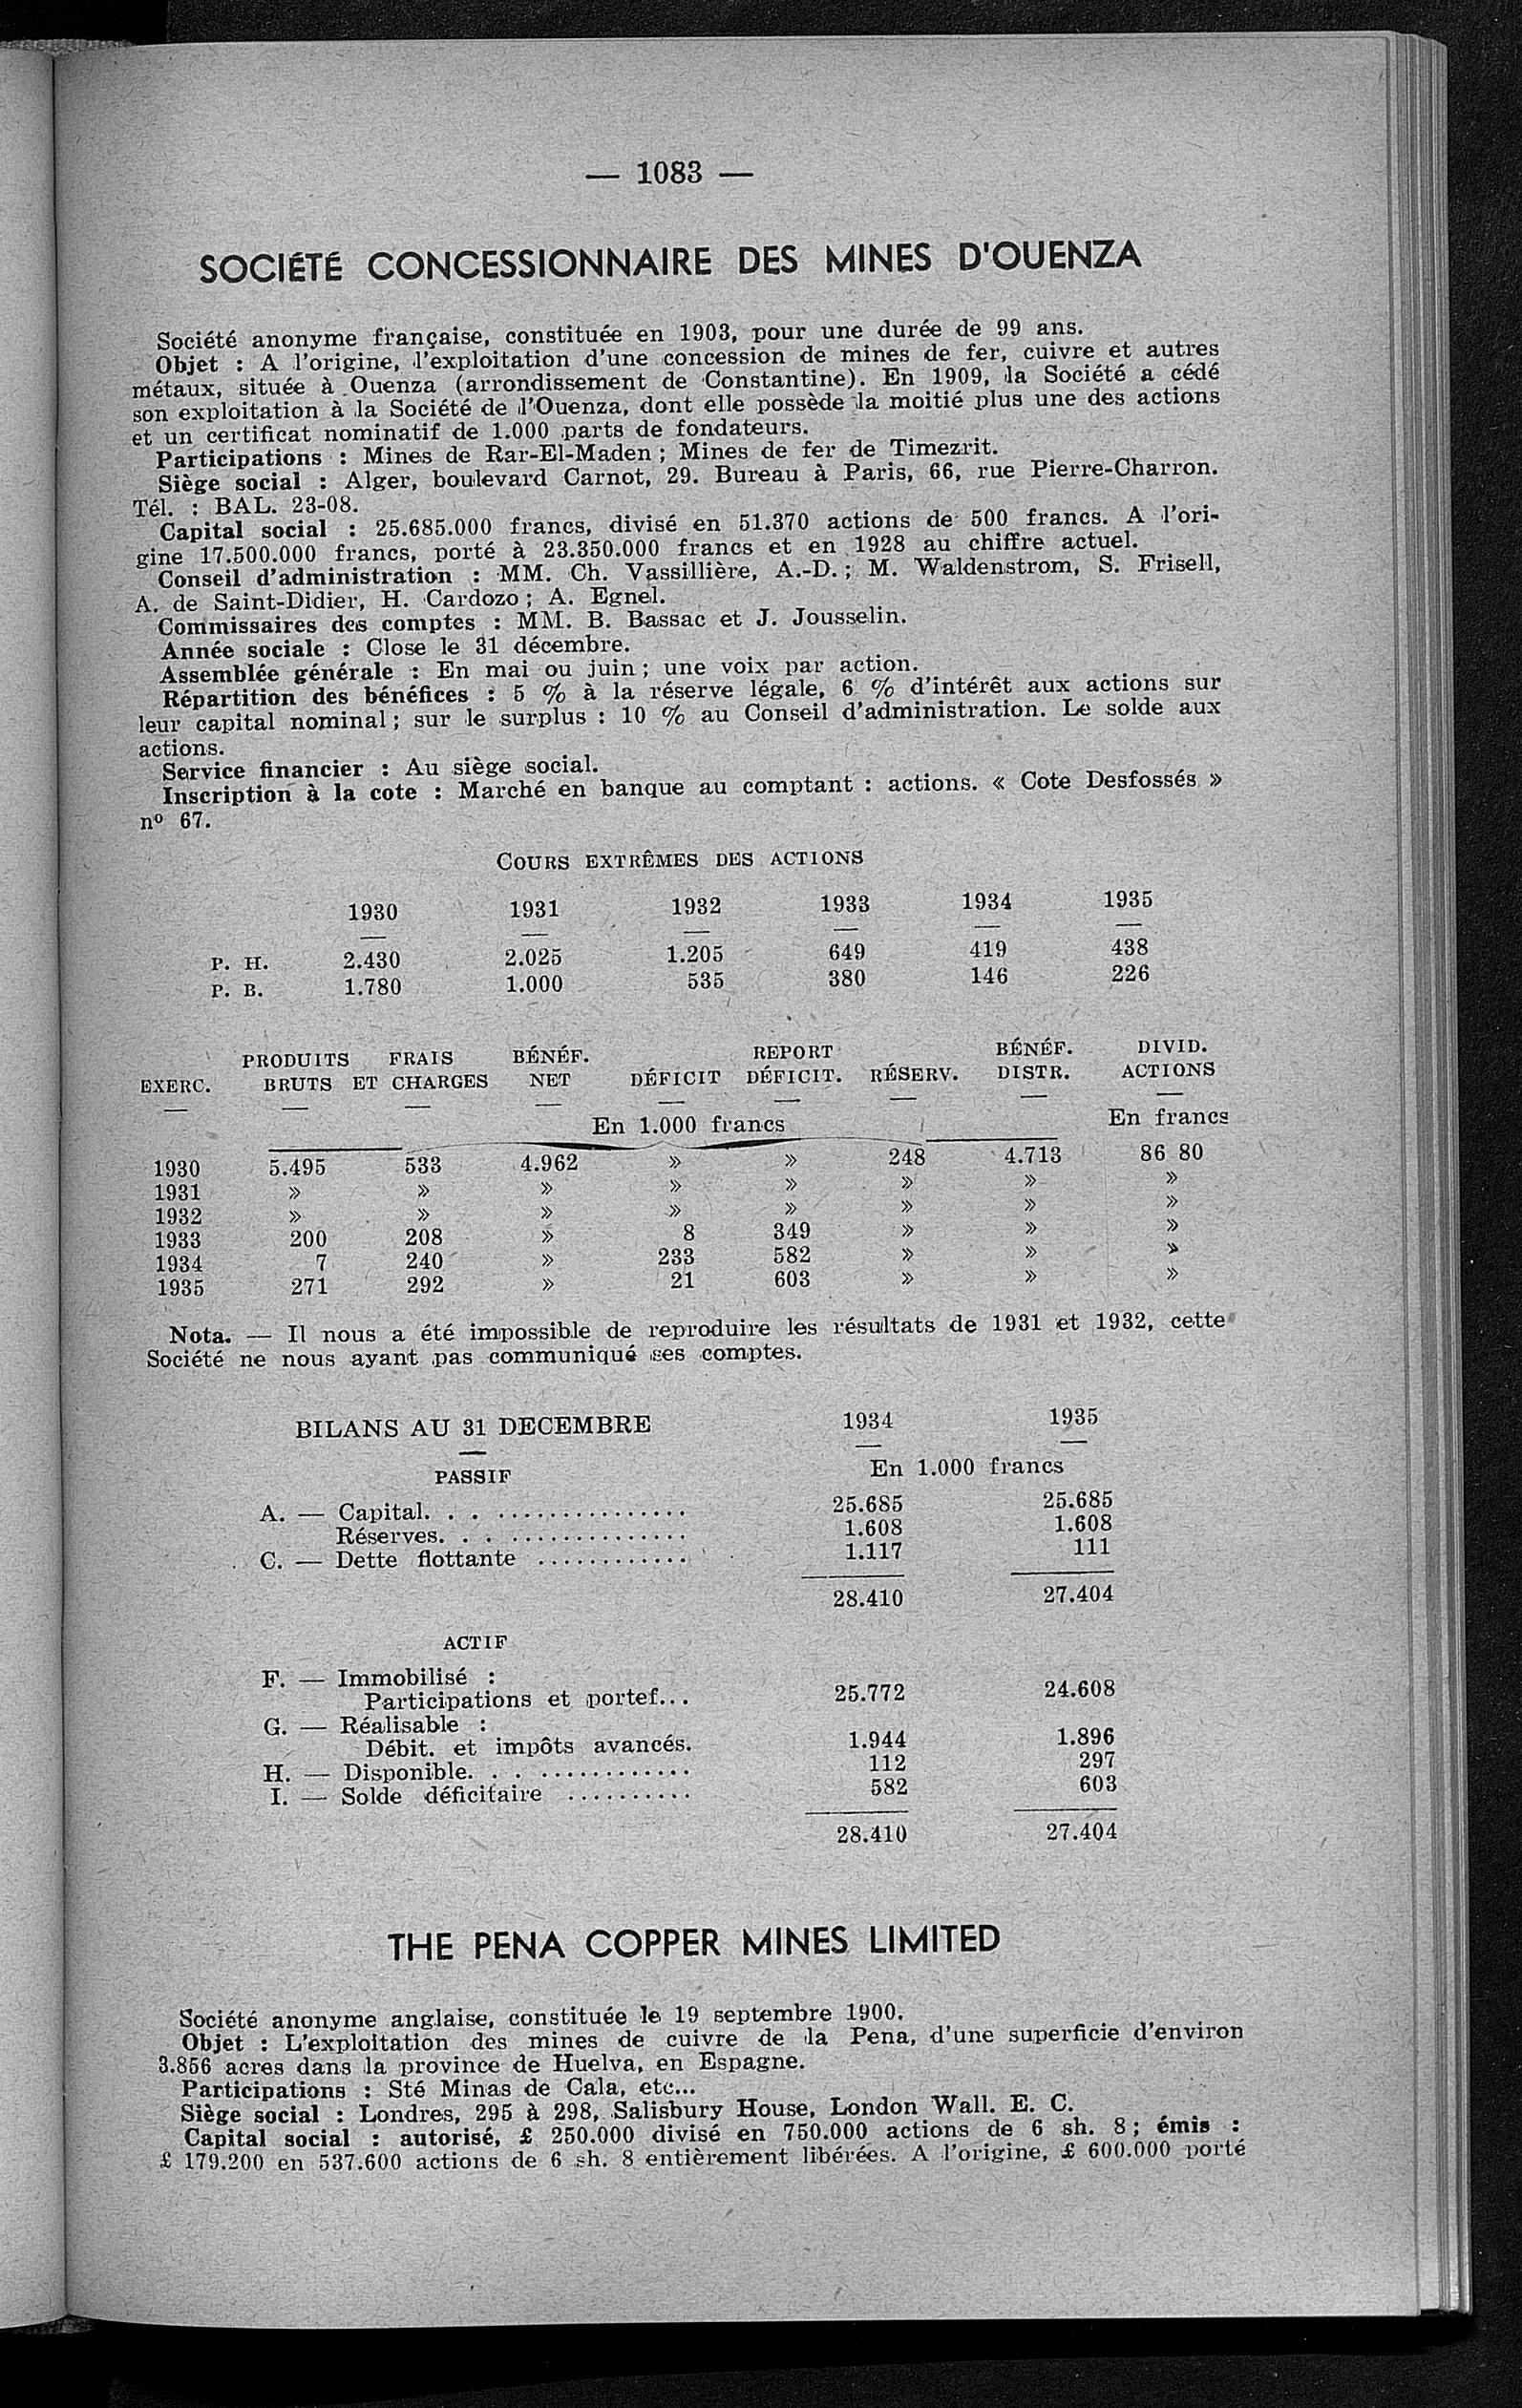 — 1083 —
SOCIÉTÉ CONCESSIONNAIRE DES MINES D'OUENZA
Société anonyme française, constituée en 1903, pour une durée de 99 ans.
Objet : A l'origine, l'exploitation d'une concession de mines de fer, cuivre et autres
métaux, située à Ouenza (arrondissement de Constantine). En 1909, la Société a cédé
son exploitation à la Société de l'Ouenza, dont elle possède la moitié plus une des actions
et un certificat nominatif de 1.000 parts de fondateurs.
Participations : Mines de Rar-El-Maden ; Mines de fer de Timezrit.
Siège social : Alger, boulevard Carnot, 29. Bureau à Paris, 66, rue Pierre-Charron.
Tél. : BAL. 23-08.
Capital social : 25.685.000 francs, divisé en 51.370 actions de 500 francs. A l'ori-
gine 17.500.000 francs, porté à 23.350.000 francs et en 1928 au chiffre actuel.
Conseil d'administration : MM. Ch. Vassillière, A.-D. ; M. Waldenstrom, S. Frisell,
A. de Saint-Didier, H. Cardozo ; A. Egnel.
Commissaires des comptes : MM. B. Bassac et J. Jousselin.
Année sociale : Close le 31 décembre.
Assemblée générale : En mai ou juin ; une voix par action.
Répartition des bénéfices : 5 % à la réserve légale, 6 % d'intérêt aux actions sur
leur capital nominal ; sur le surplus : 10 % au Conseil d'administration. Le solde aux
actions.
Service financier : Au siège social.
Inscription à la cote : Marché en banque au comptant : actions. « Cote Desfossés »
nº 67.
COURS EXTRÊMES DES ACTIONS
1930 1931 1932 1933 1934 1935
P. H. 2.430 2.025 1.205 649 419 438
P. B. 1.780 1.000 535 380 146 226
PRODUITS FRAIS BÉNÉF. REPORT BÉNÉF. DIVID.
EXERC. BRUTS ET CHARGES NET DÉFICIT DÉFICIT. RÉSERV. DISTR. ACTIONS
En 1.000 francs En francs
1930 5.495 533 4.962 » » 248 4.713 86 80
1931 » » » » » » » »
1932 » » » » » » » »
1933 200 208 » 8 349 » » »
1934 7 240 » 233 582 » » »
1935 271 292 » 21 603 » » »
Nota. — Il nous a été impossible de reproduire les résultats de 1931 et 1932, cette
Société ne nous ayant pas communiqué ses comptes.
BILANS AU 31 DECEMBRE 1934 1935
PASSIF En 1.000 francs
A. — Capital. . . ............... 25.685 25.685
Réserves. . . ............... 1.608 1.608
C. — Dette flottante ............ 1.117 111
28.410 27.404
ACTIF
F. — Immobilisé :
Participations et portef... 25.772 24.608
G. — Réalisable :
Débit. et impôts avancés. 1.944 1.896
H. — Disponible. . . ............ 112 297
I. — Solde déficitaire .......... 582 603
28.410 27.404
THE PENA COPPER MINES LIMITED
Société anonyme anglaise, constituée le 19 septembre 1900.
Objet : L'exploitation des mines de cuivre de la Pena, d'une superficie d'environ
3.856 acres dans la province de Huelva, en Espagne.
Participations : Sté Minas de Cala, etc...
Siège social : Londres, 295 à 298, Salisbury House, London Wall. E. C.
Capital social : autorisé, £ 250.000 divisé en 750.000 actions de 6 sh. 8 ; émis :
£ 179.200 en 537.600 actions de 6 sh. 8 entièrement libérées. A l'origine, £ 600.000 porté